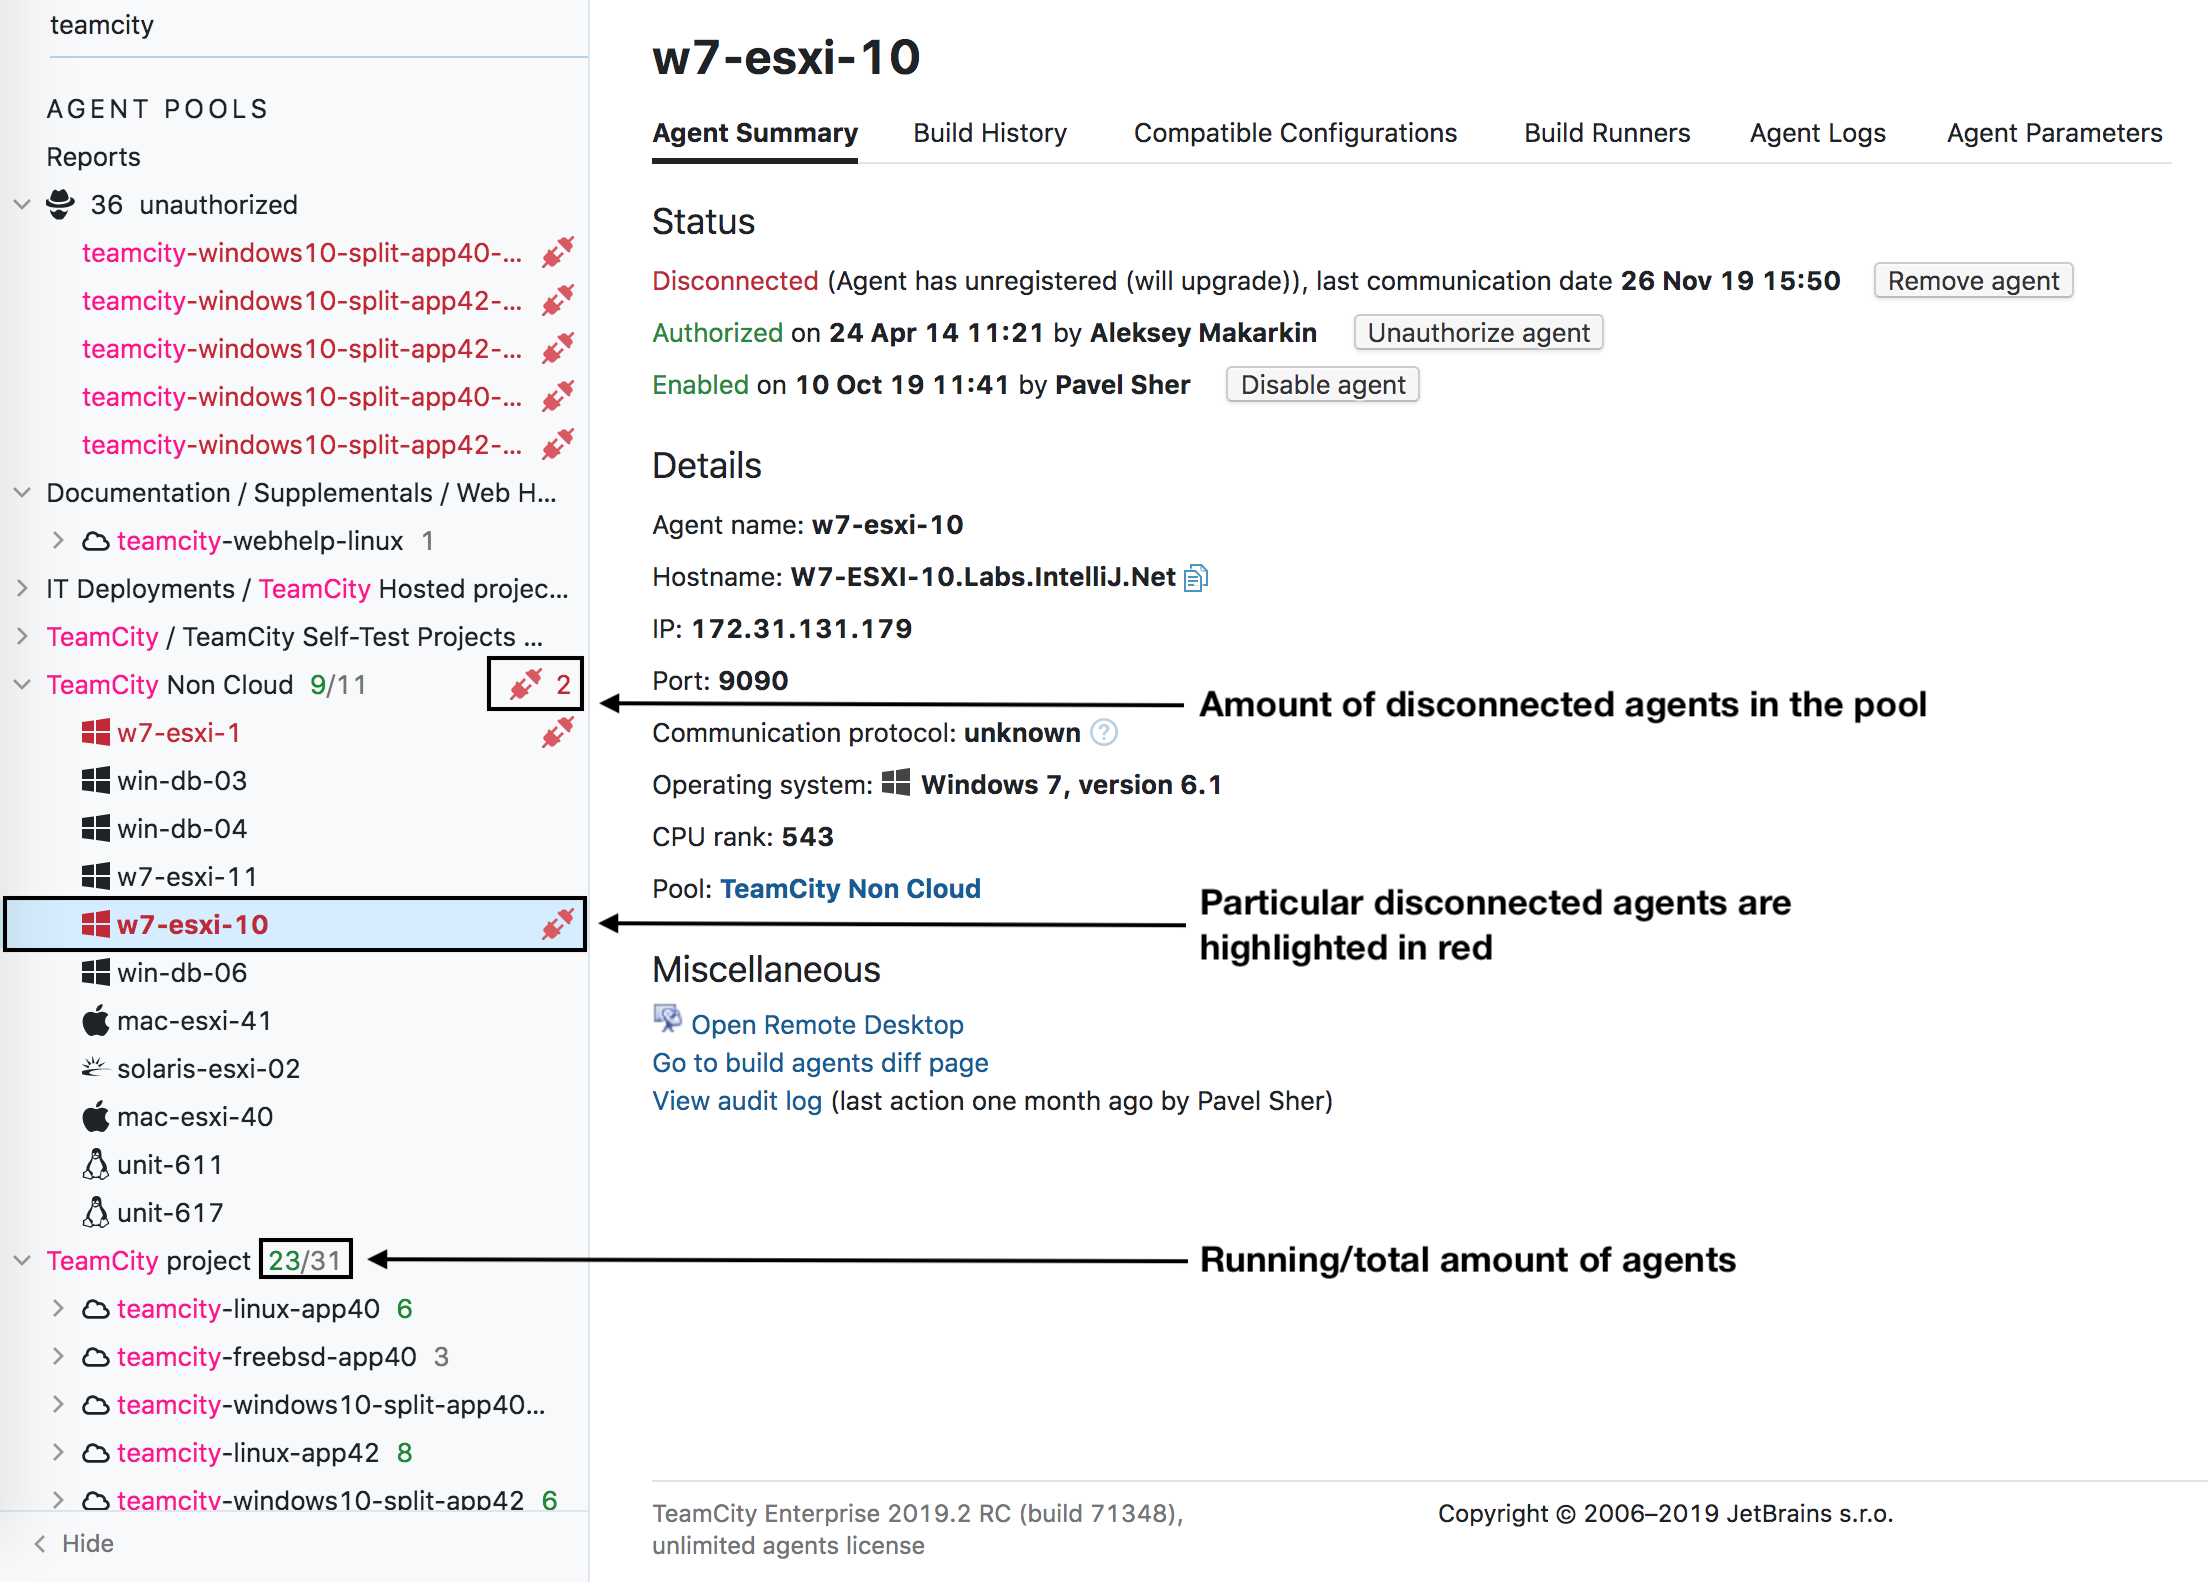 teamcity
AGENT POOLS
Reports
36 unauthorized
teamcity-windows10-split-app40-...
teamcity-windows10-split-app42-...
teamcity-windows10-split-app42-...
teamcity-windows10-split-app40-...
teamcity-windows10-split-app42-...
Documentation / Supplementals / Web H...
teamcity-webhelp-linux 1
IT Deployments / TeamCity Hosted projec...
TeamCity / TeamCity Self-Test Projects ...
TeamCity Non Cloud 9/11 2
w7-esxi-1
win-db-03
win-db-04
w7-esxi-11
w7-esxi-10
win-db-06
mac-esxi-41
solaris-esxi-02
mac-esxi-40
unit-611
unit-617
TeamCity project 23/31
teamcity-linux-app40 6
teamcity-freebsd-app40 3
teamcity-windows10-split-app40...
teamcity-linux-app42 8
teamcity-windows10-split-app42 6
Hide
w7-esxi-10
Agent Summary Build History Compatible Configurations Build Runners Agent Logs Agent Parameters
Status
Disconnected (Agent has unregistered (will upgrade)), last communication date 26 Nov 19 15:50 Remove agent
Authorized on 24 Apr 14 11:21 by Aleksey Makarkin Unauthorize agent
Enabled on 10 Oct 19 11:41 by Pavel Sher Disable agent
Details
Agent name: w7-esxi-10
Hostname: W7-ESXI-10.Labs.IntelliJ.Net
IP: 172.31.131.179
Port: 9090
Amount of disconnected agents in the pool
Communication protocol: unknown ?
Operating system: Windows 7, version 6.1
CPU rank: 543
Pool: TeamCity Non Cloud
Particular disconnected agents are
highlighted in red
Miscellaneous
Open Remote Desktop
Go to build agents diff page
View audit log (last action one month ago by Pavel Sher)
Running/total amount of agents
TeamCity Enterprise 2019.2 RC (build 71348),
unlimited agents license
Copyright © 2006–2019 JetBrains s.r.o.